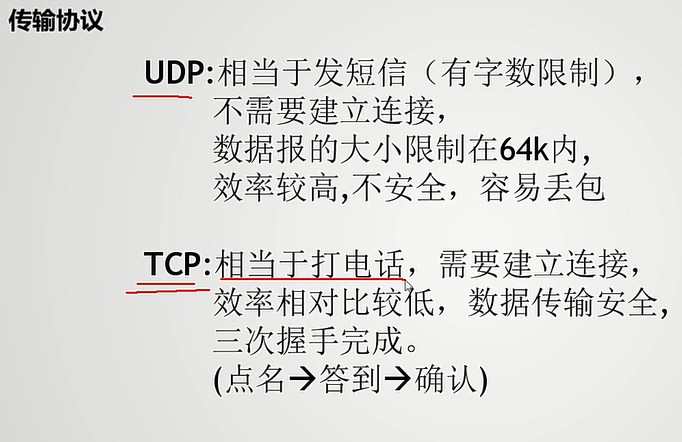 传输协议
UDP:相当于发短信（有字数限制），
不需要建立连接，
数据报的大小限制在64k内,
效率较高,不安全，容易丢包
TCP:相当于打电话，需要建立连接，
效率相对比较低，数据传输安全,
三次握手完成。
(点名→答到→确认)